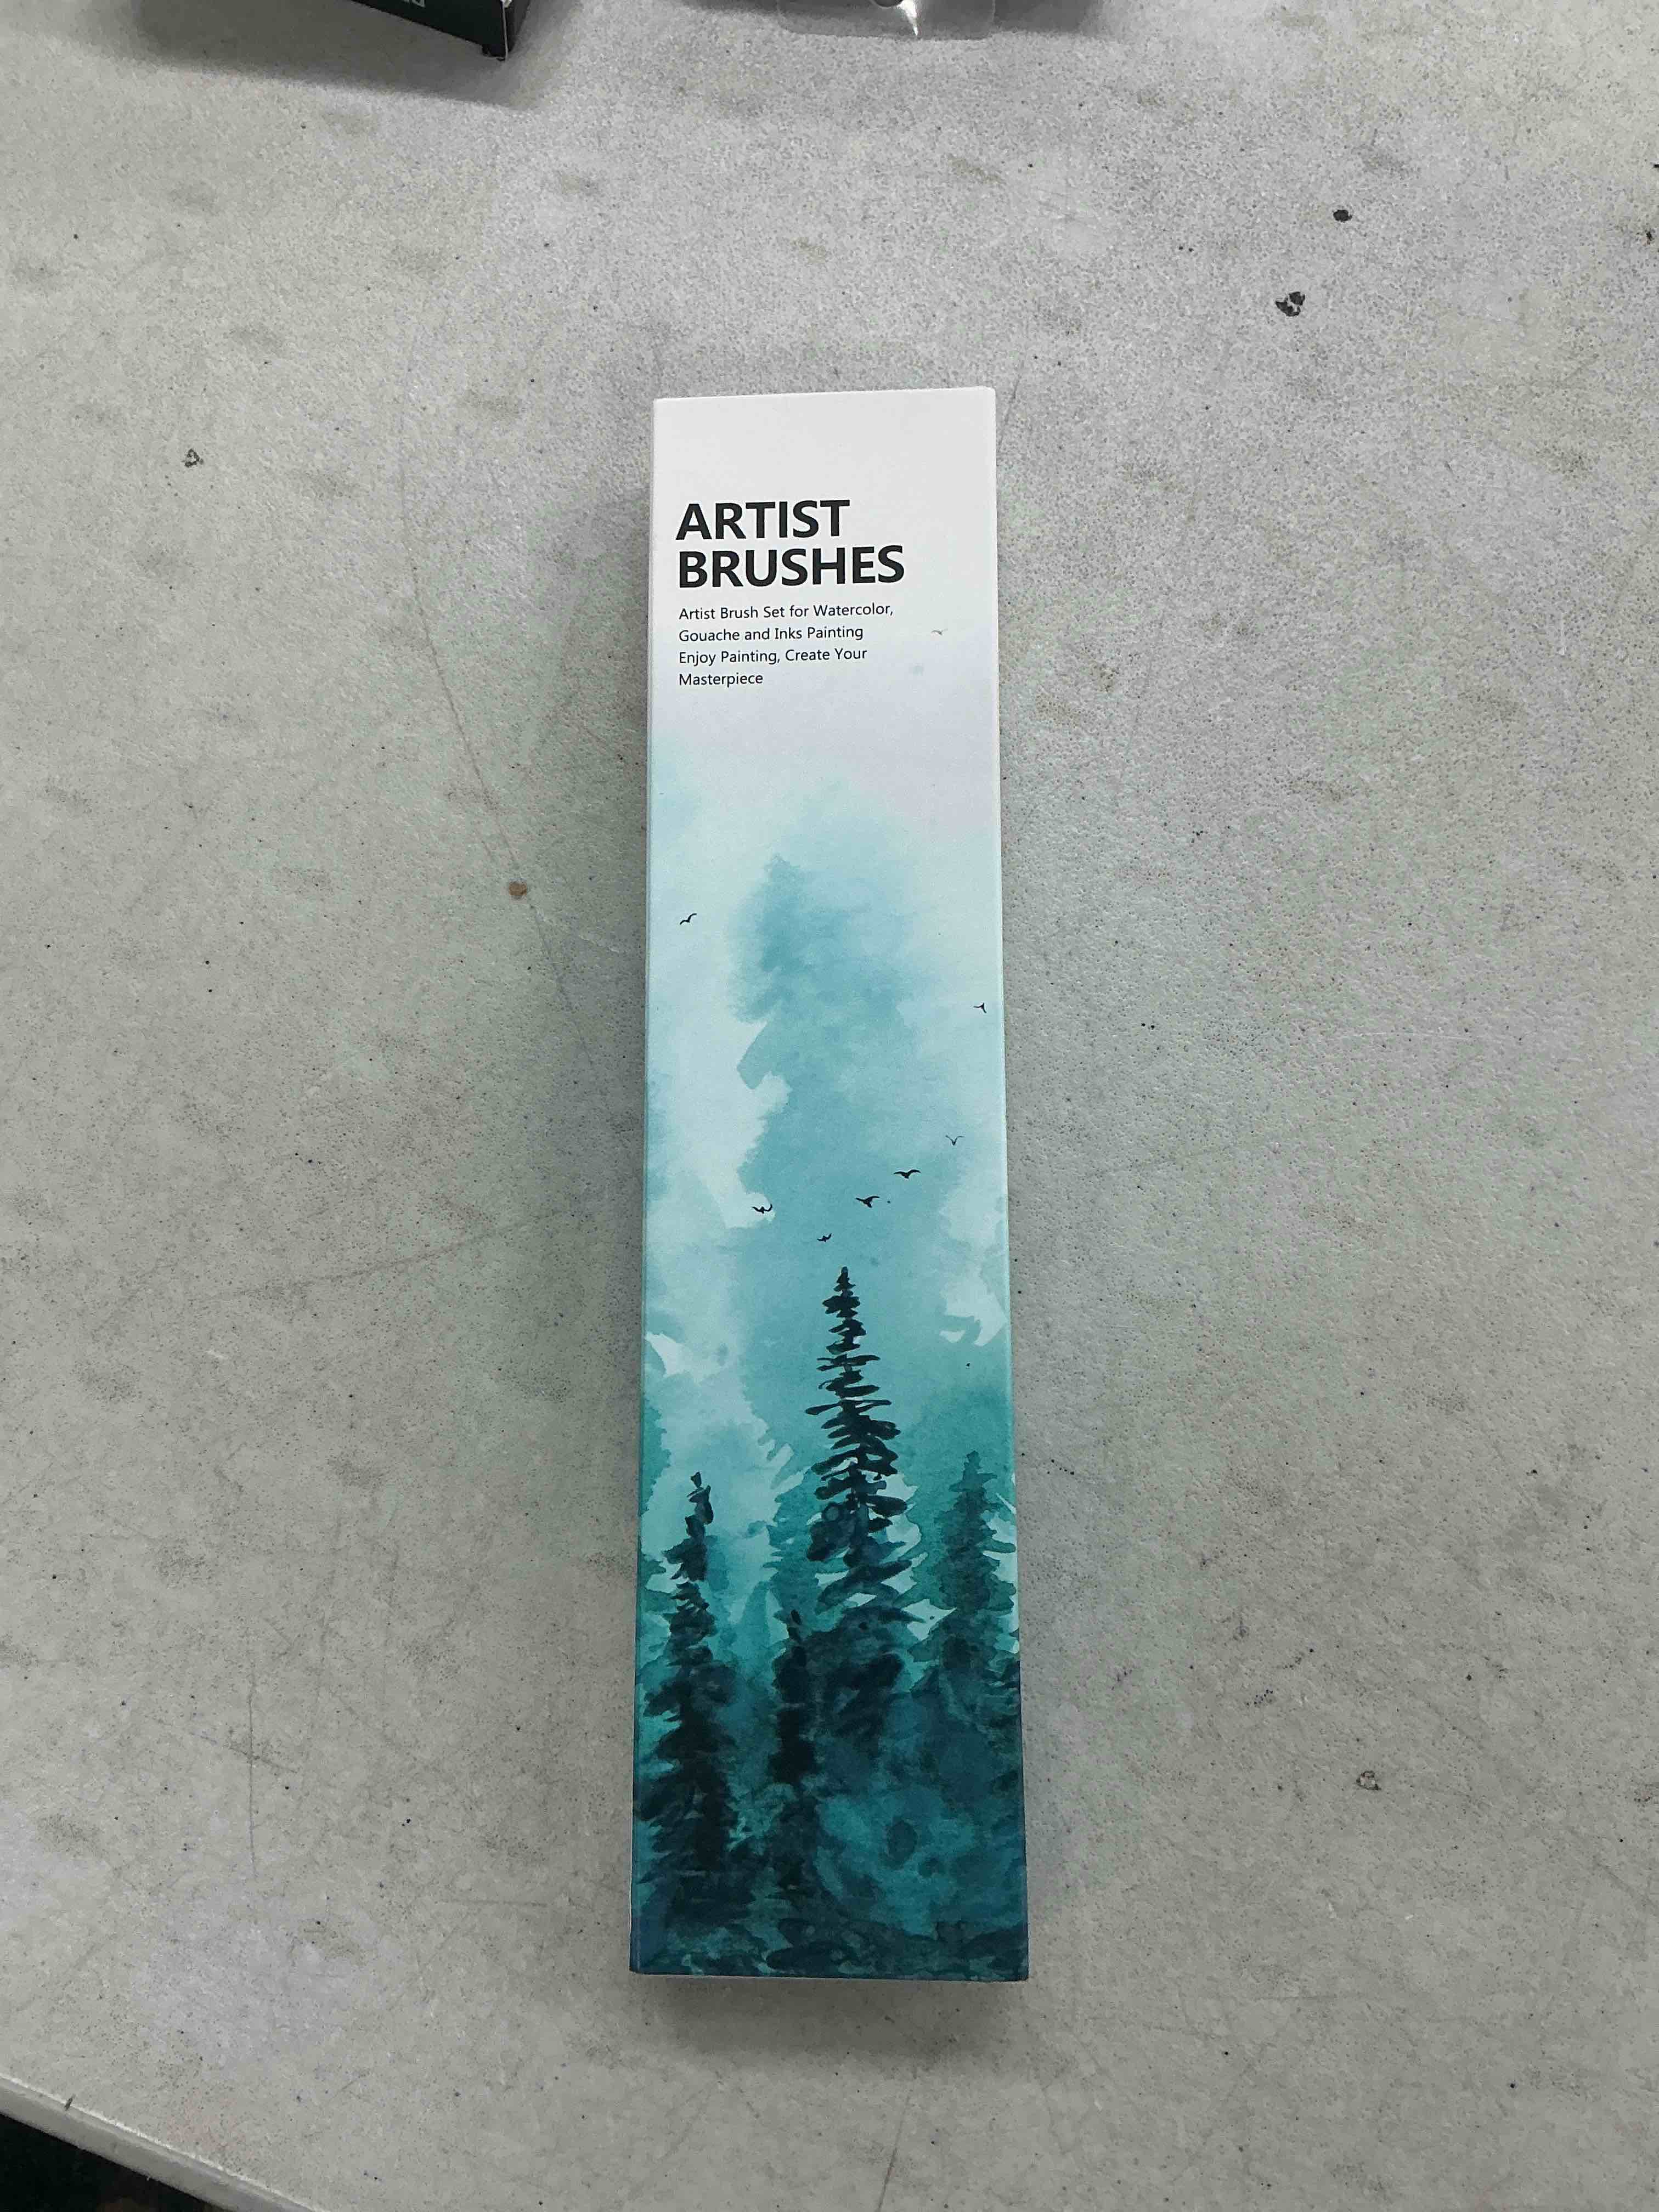 ARTIST
BRUSHES
Artist Brush Set for Watercolor,
Gouache and Inks Painting
Enjoy Painting, Create Your
Masterpiece